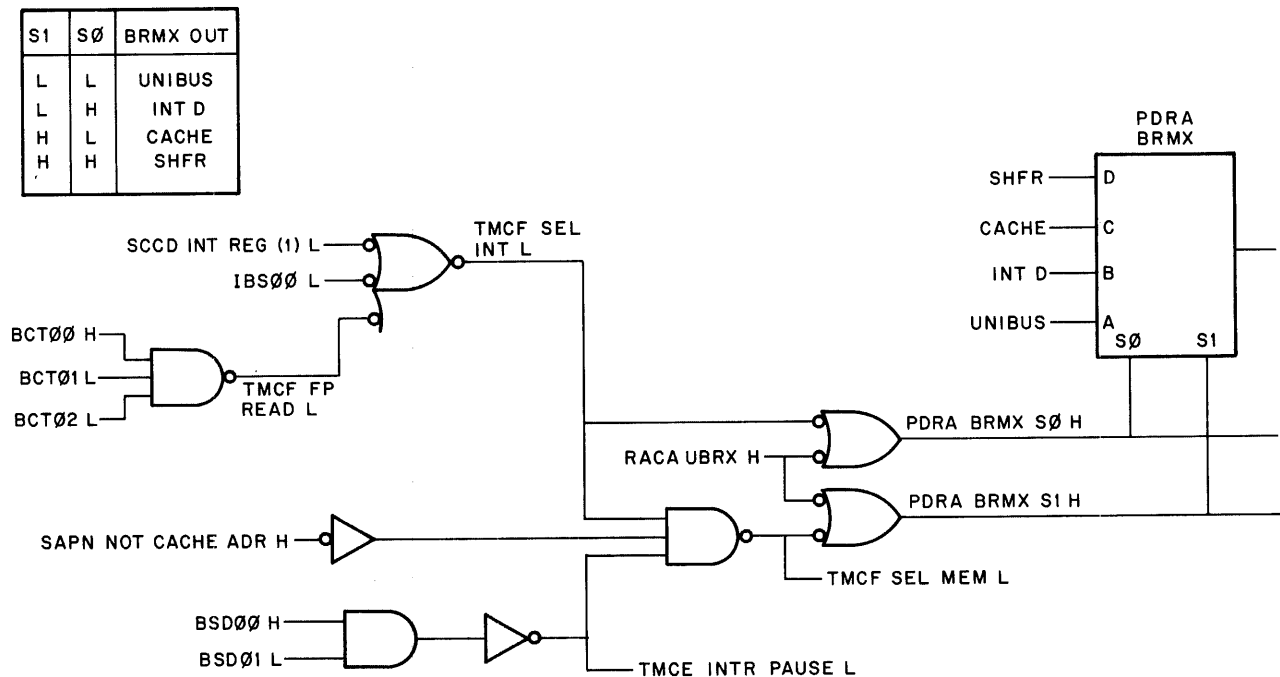 S1 SØ BRMX OUT
L L UNIBUS
L H INT D
H L CACHE
H H SHFR
PDRA
BRMX
SHFR
D
CACHE
C
INT D
B
UNIBUS
A
SØ S1
SCCD INT REG (1) L
TMCF SEL
INT L
IBSØØ L
BCTØØ H
BCTØ1 L
BCTØ2 L
TMCF FP
READ L
PDRA BRMX SØ H
RACA UBRX H
PDRA BRMX S1 H
SAPN NOT CACHE ADR H
TMCF SEL MEM L
BSDØØ H
BSDØ1 L
TMCE INTR PAUSE L